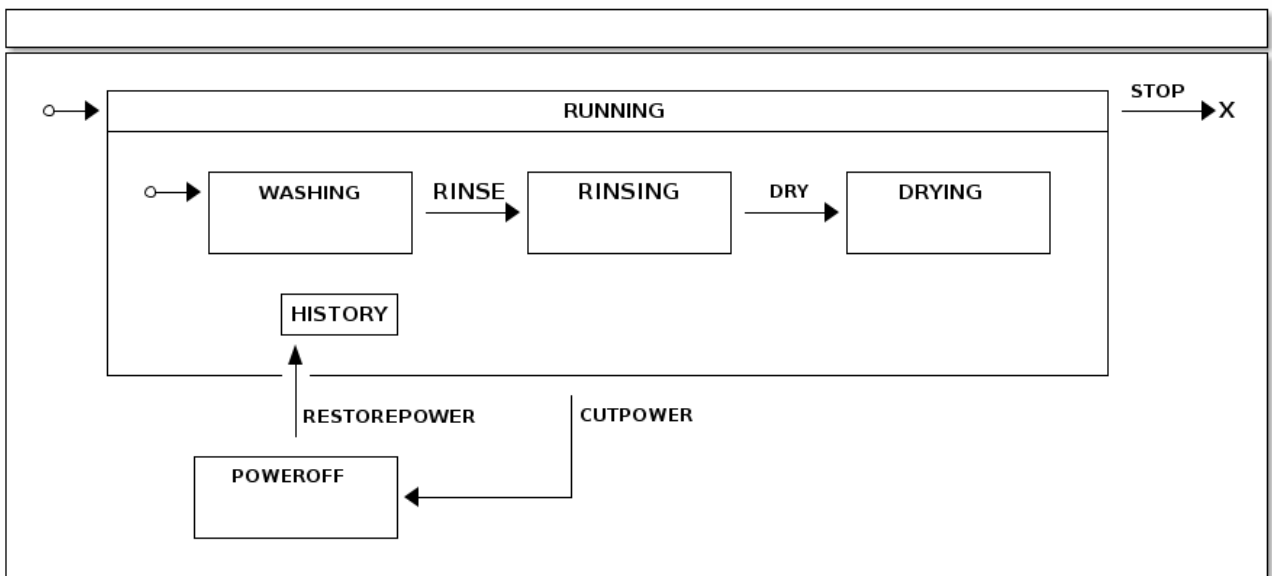 STOP
RUNNING
X
WASHING
RINSE
RINSING
DRY
DRYING
HISTORY
RESTOREPOWER
CUTPOWER
POWEROFF